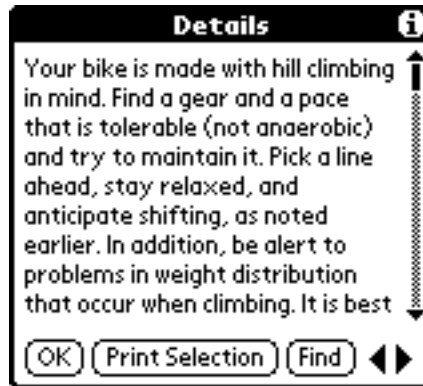 Details
Your bike is made with hill climbing
in mind. Find a gear and a pace
that is tolerable (not anaerobic)
and try to maintain it. Pick a line
ahead, stay relaxed, and
anticipate shifting, as noted
earlier. In addition, be alert to
problems in weight distribution
that occur when climbing. It is best
OK Print Selection Find